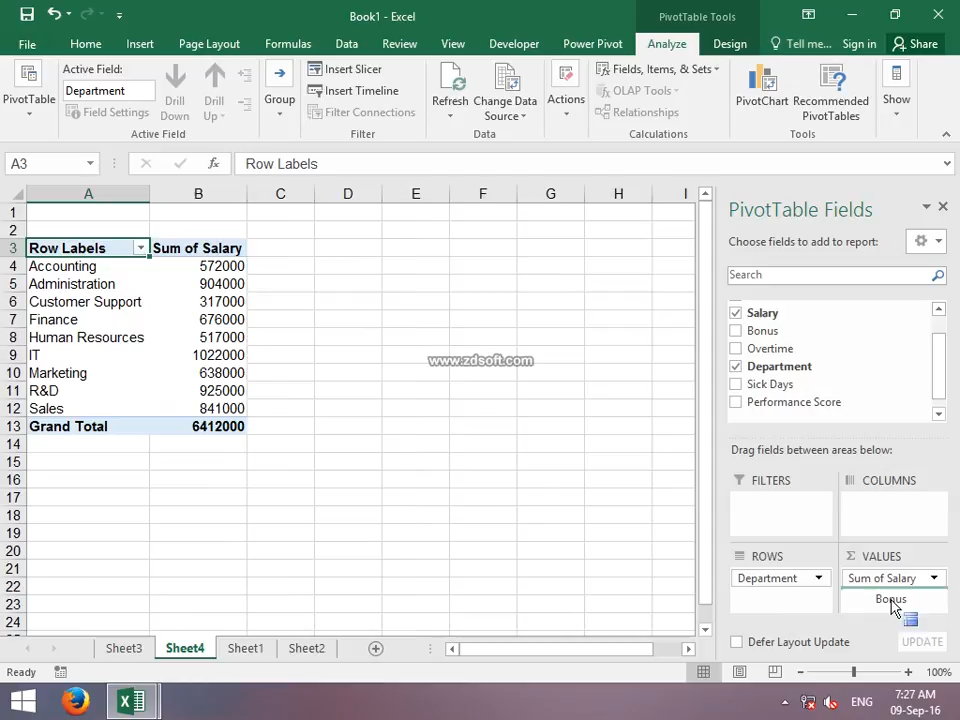 Book1 - Excel
PivotTable Tools
File Home Insert Page Layout Formulas Data Review View Developer Power Pivot Analyze Design Tell me... Sign in Share
PivotTable
Active Field:
Department
Field Settings
Drill Down
Drill Up
Active Field
Group
Insert Slicer
Insert Timeline
Filter Connections
Filter
Refresh
Change Data Source
Data
Actions
Fields, Items, & Sets
OLAP Tools
Relationships
Calculations
PivotChart
Recommended PivotTables
Tools
Show
A3
fx
Row Labels
A B C D E F G H I
1
2
3 Row Labels Sum of Salary
4 Accounting 572000
5 Administration 904000
6 Customer Support 317000
7 Finance 676000
8 Human Resources 517000
9 IT 1022000
10 Marketing 638000
11 R&D 925000
12 Sales 841000
13 Grand Total 6412000
14
15
16
17
18
19
20
21
22
23
24
www.zdsoft.com
PivotTable Fields
Choose fields to add to report:
Search
Salary
Bonus
Overtime
Department
Sick Days
Performance Score
Drag fields between areas below:
FILTERS
COLUMNS
ROWS
Σ VALUES
Department
Sum of Salary
Bonus
Defer Layout Update
UPDATE
Sheet3 Sheet4 Sheet1 Sheet2
Ready
100%
ENG
7:27 AM
09-Sep-16